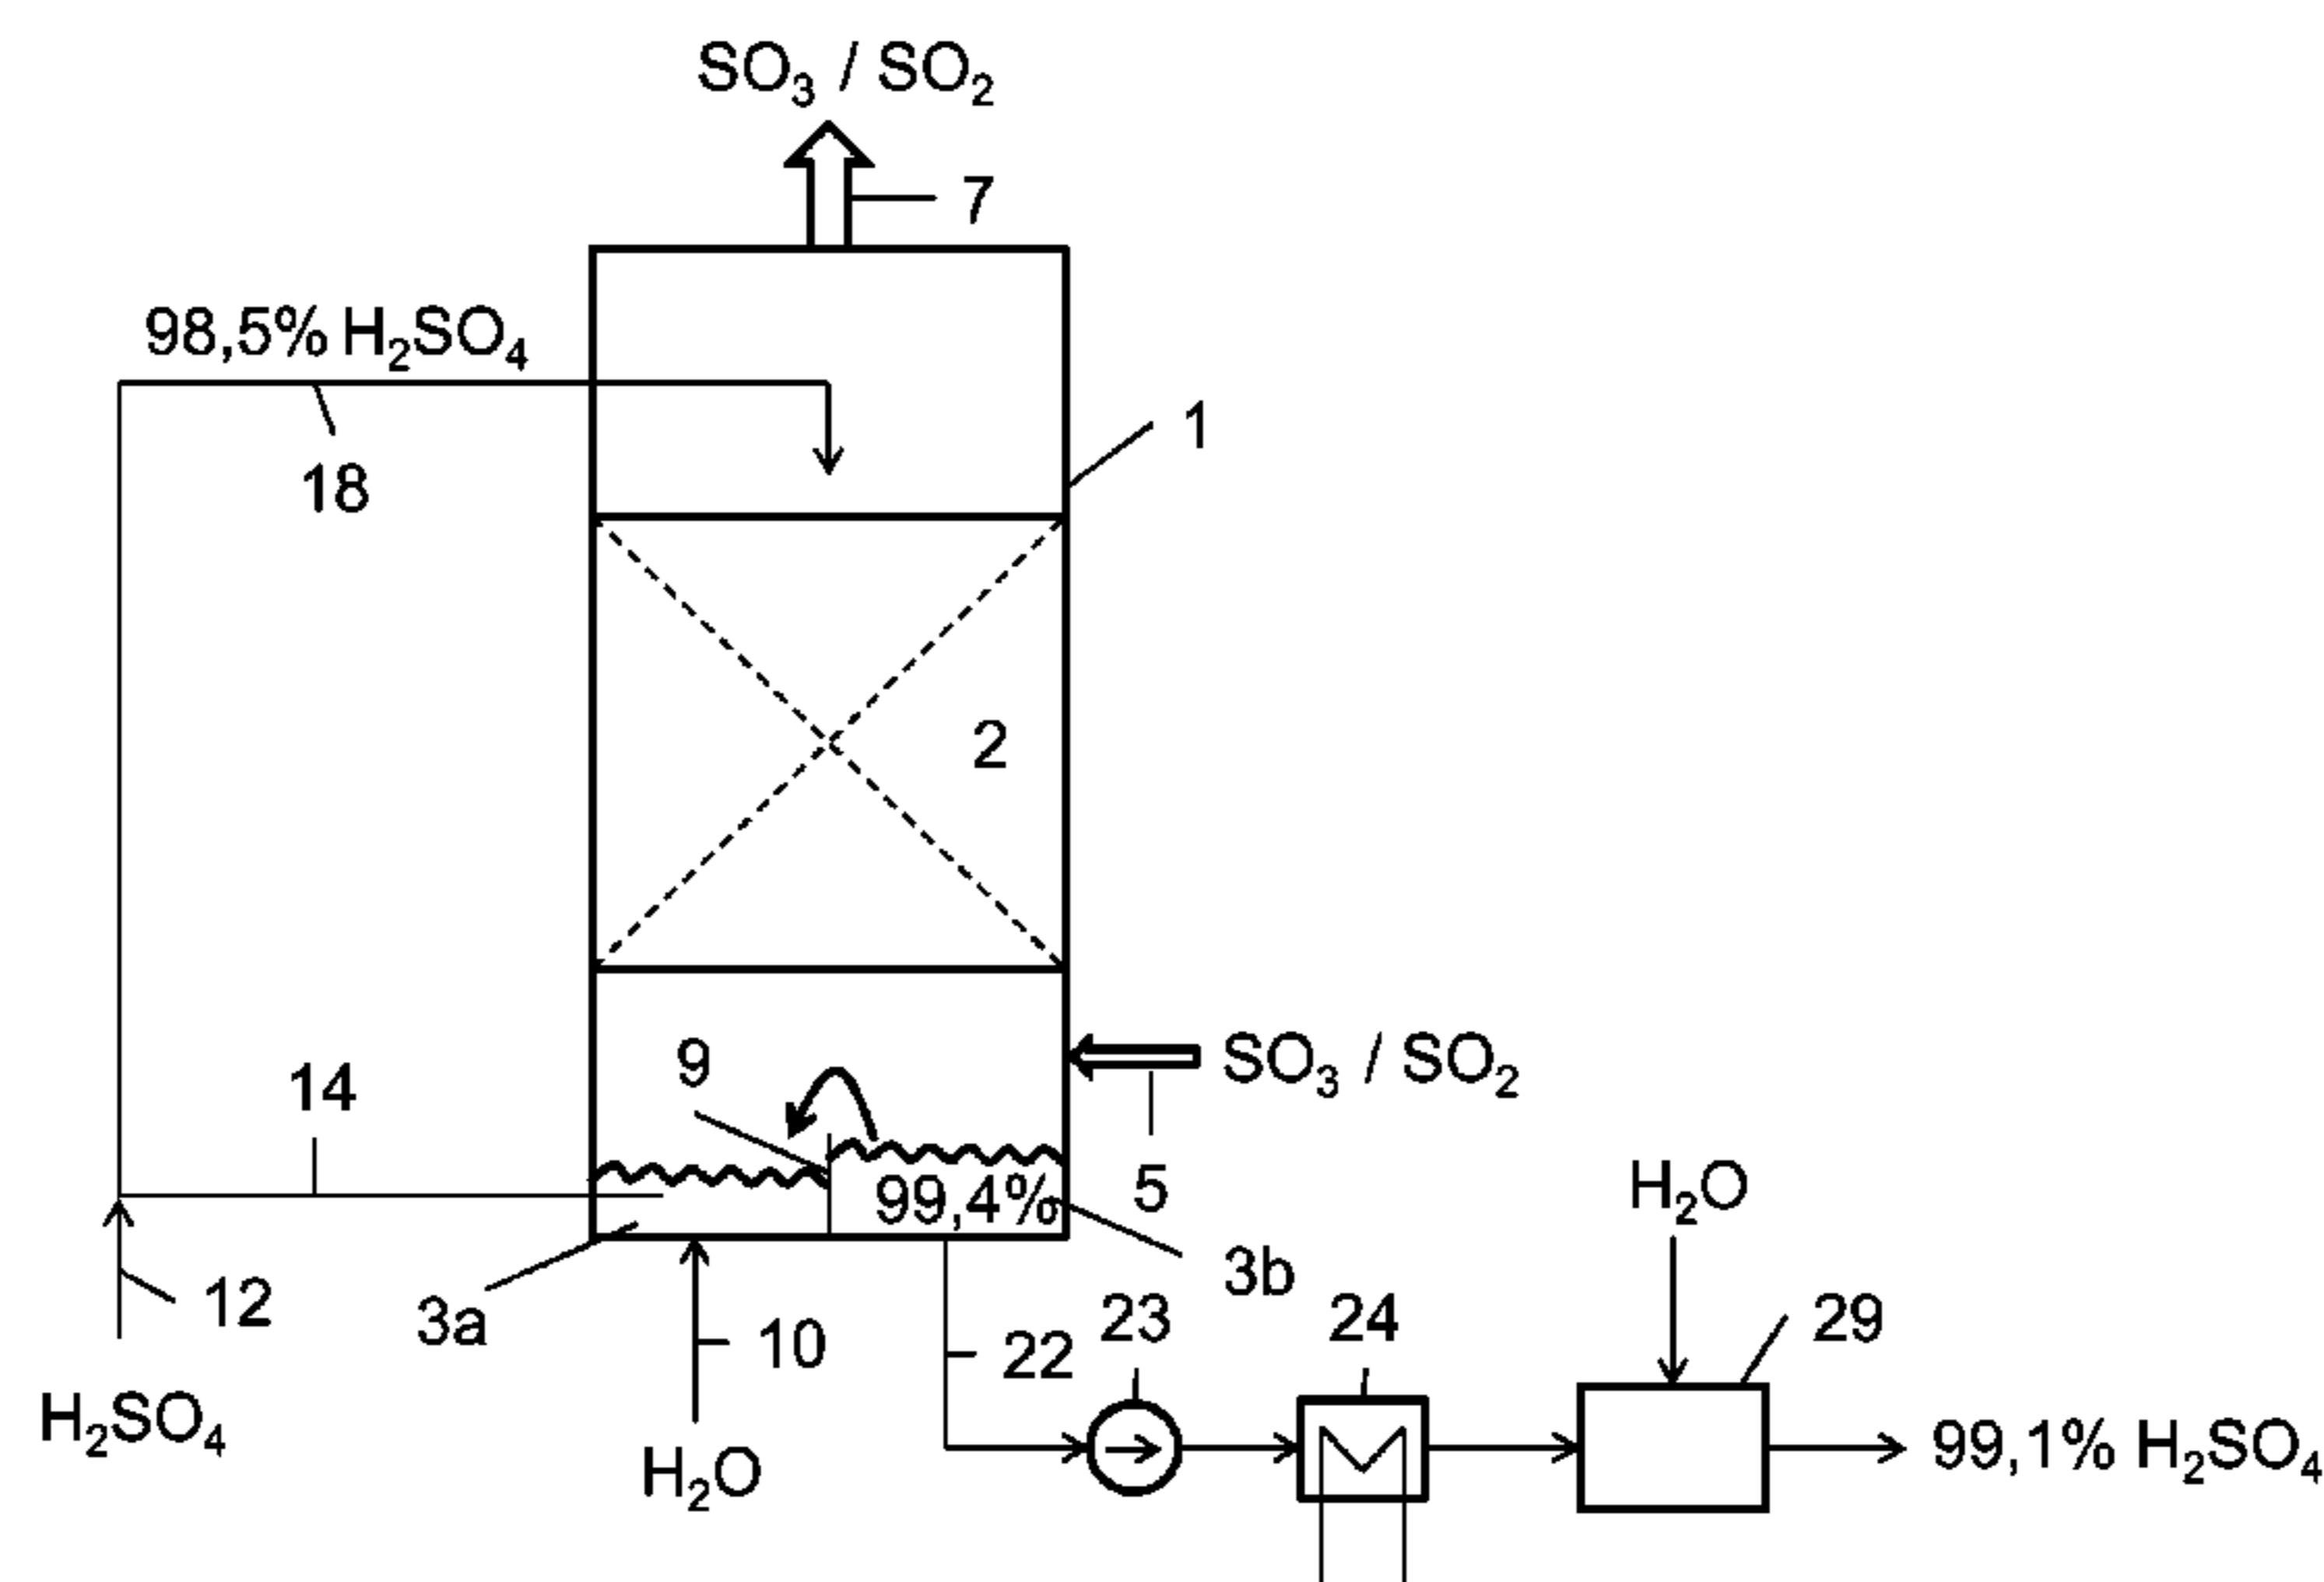 SO₃ / SO₂
7
98,5% H₂SO₄
18
1
2
9
SO₃ / SO₂
14
5
99,4%
H₂O
12
3a
3b
10
22
23
24
29
H₂SO₄
H₂O
99,1% H₂SO₄